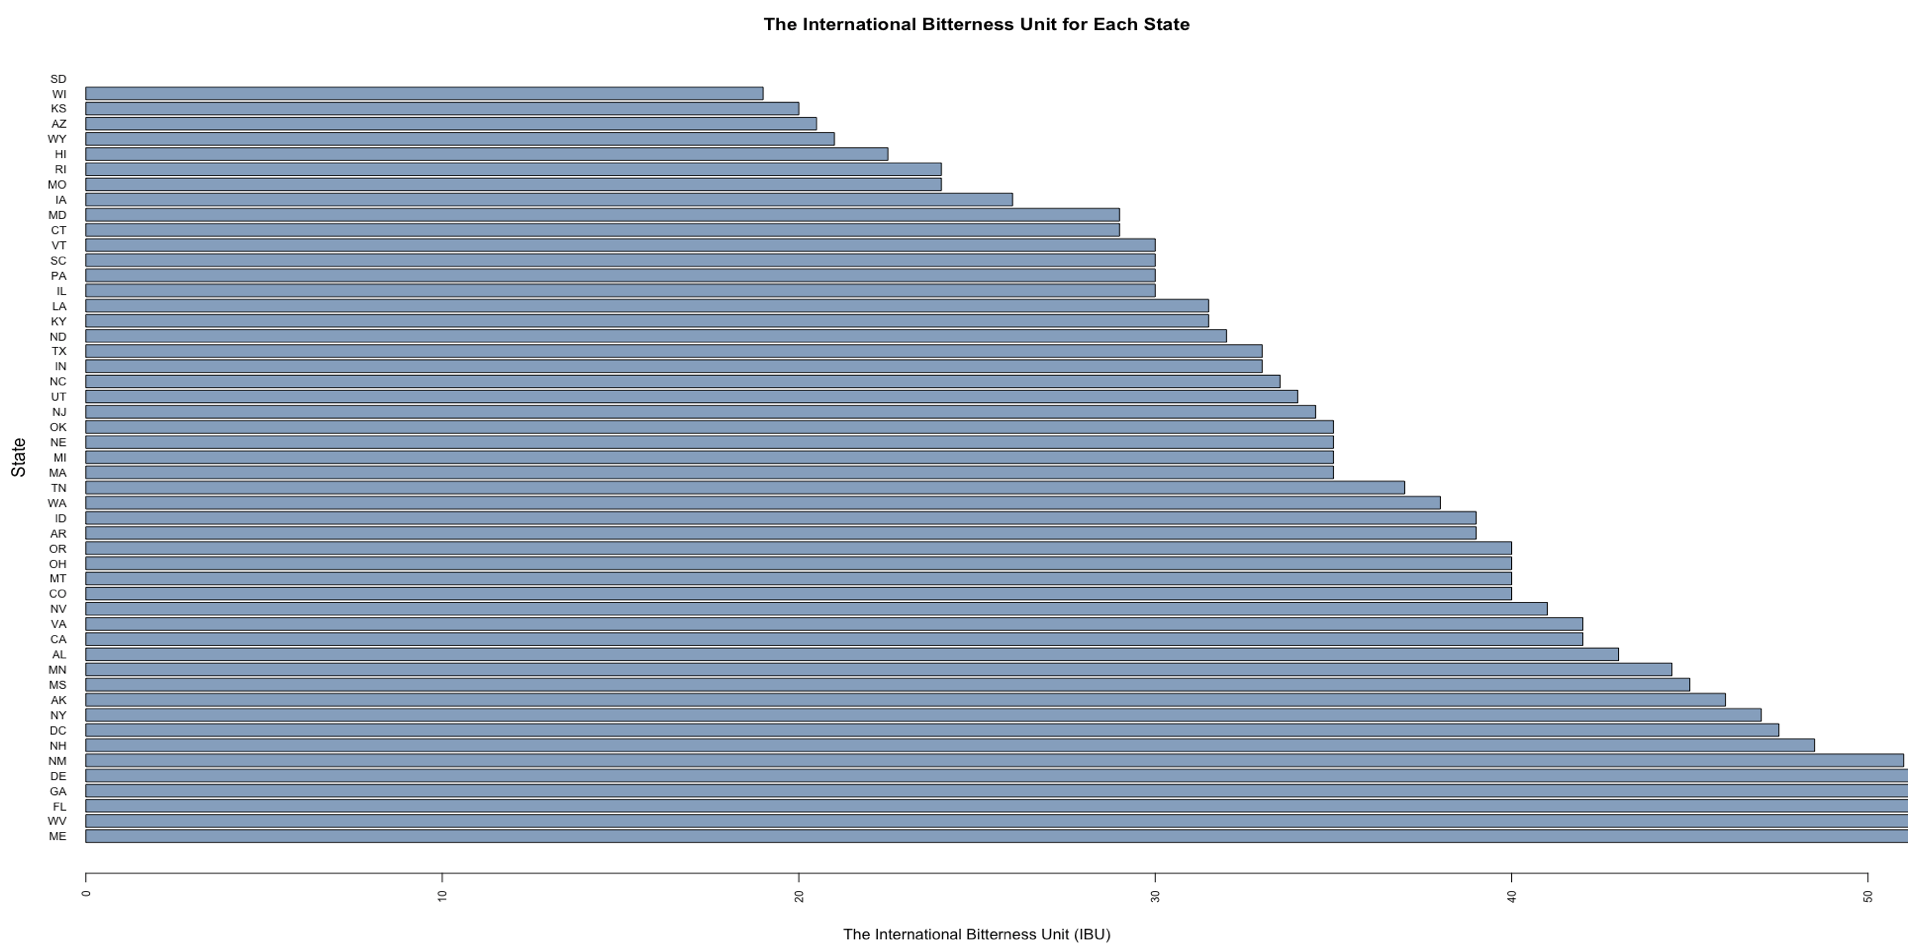 The International Bitterness Unit for Each State
SD
WI
KS
AZ
WY
HI
RI
MO
IA
MD
CT
VT
SC
PA
IL
LA
KY
ND
TX
IN
NC
UT
NJ
OK
NE
MI
MA
TN
WA
ID
AR
OR
OH
MT
CO
NV
VA
CA
AL
MN
MS
AK
NY
DC
NH
NM
DE
GA
FL
WV
ME
State
0 10 20 30 40 50
The International Bitterness Unit (IBU)